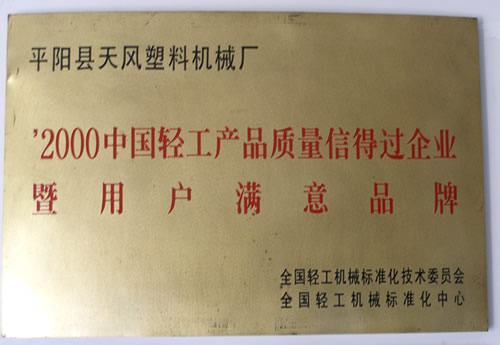 平阳县天风塑料机械厂
'2000中国轻工产品质量信得过企业
暨用户满意品牌
全国轻工机械标准化技术委员会
全国轻工机械标准化中心